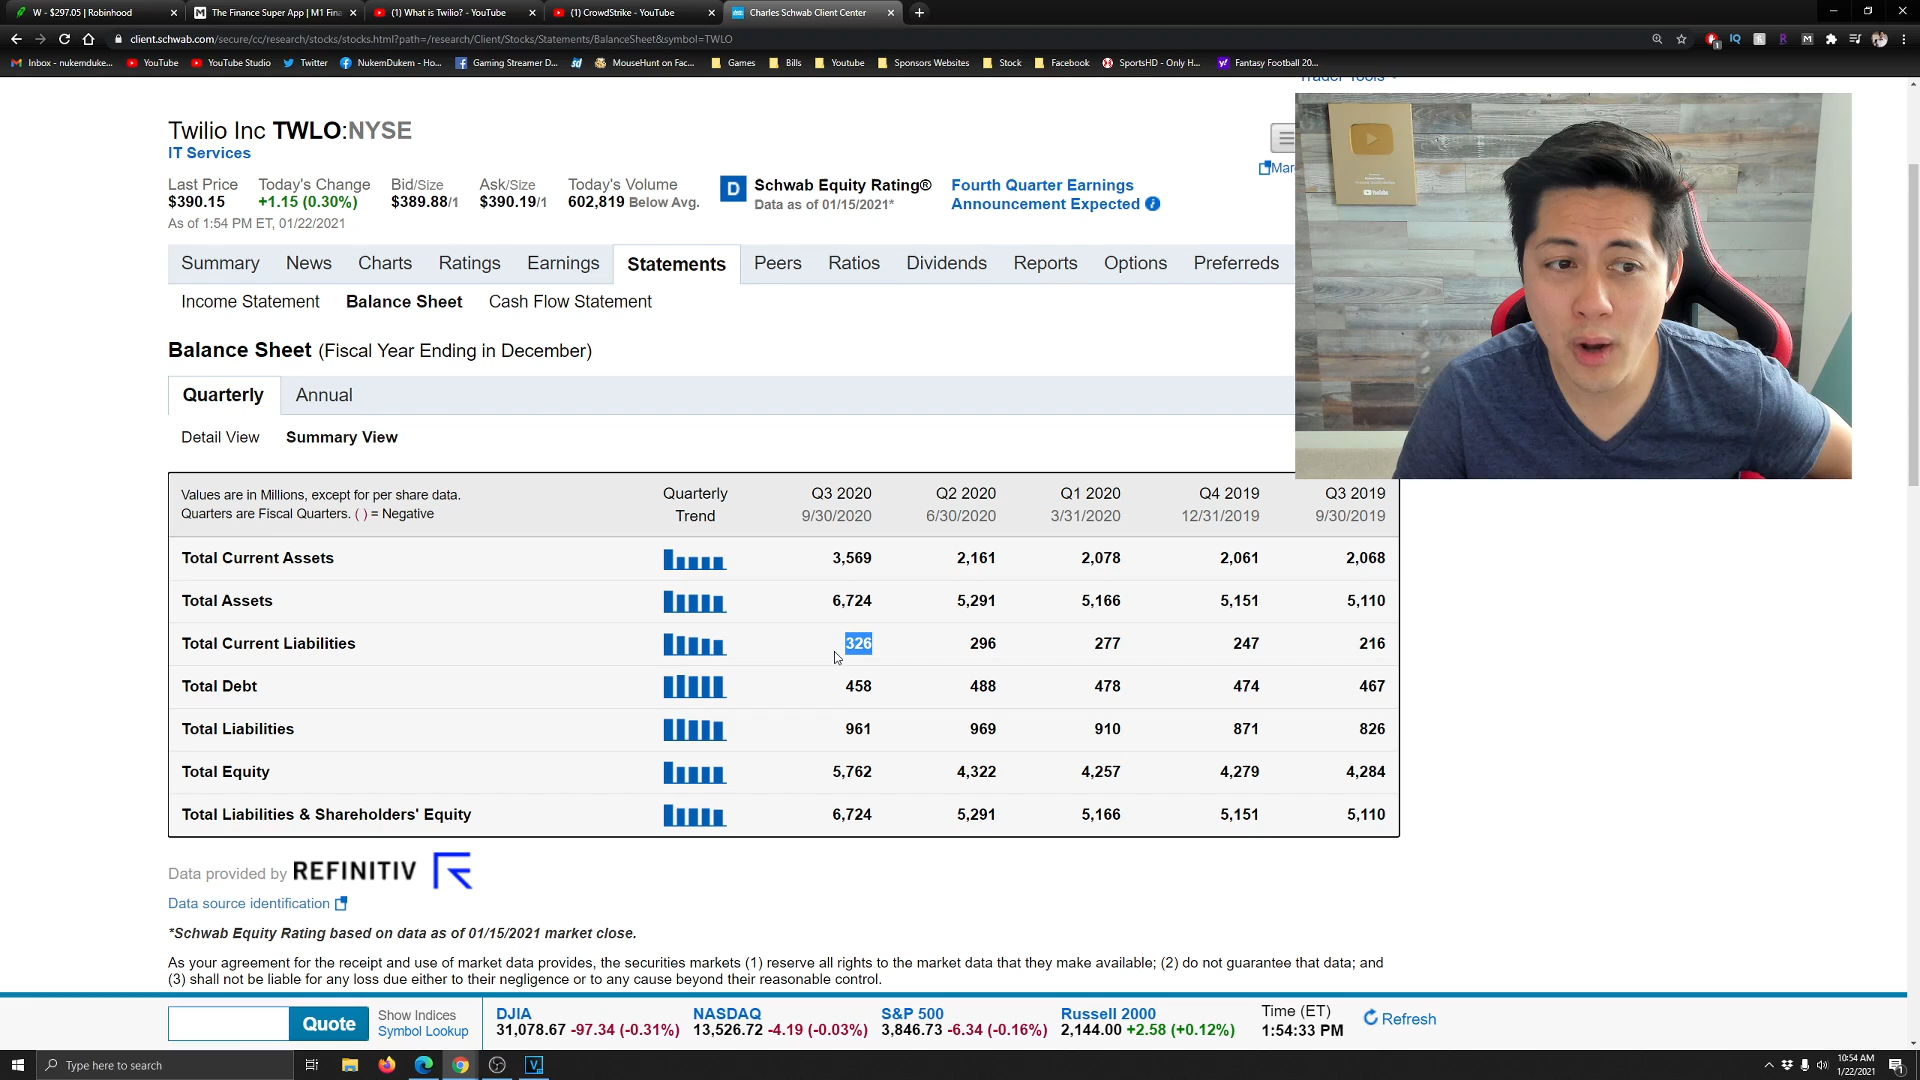 W - $297.05 | Robinhood
The Finance Super App | M1 Fina
(1) What is Twilio? - YouTube
(1) CrowdStrike - YouTube
Charles Schwab Client Center
client.schwab.com/secure/cc/research/stocks/stocks.html?path=/research/Client/Stocks/Statements/BalanceSheet&symbol=TWLO
Inbox - nukemduke... YouTube YouTube Studio Twitter NukemDukem - Ho... Gaming Streamer D... MouseHunt on Fac... Games Bills Youtube Sponsors Websites Stock Facebook SportsHD - Only H... Fantasy Football 20...
Trader Tools
Twilio Inc TWLO:NYSE
IT Services
Last Price Today's Change Bid/Size Ask/Size Today's Volume
$390.15 +1.15 (0.30%) $389.88/1 $390.19/1 602,819 Below Avg.
As of 1:54 PM ET, 01/22/2021
D Schwab Equity Rating®
Data as of 01/15/2021*
Fourth Quarter Earnings
Announcement Expected
Summary News Charts Ratings Earnings Statements Peers Ratios Dividends Reports Options Preferreds
Income Statement Balance Sheet Cash Flow Statement
Balance Sheet (Fiscal Year Ending in December)
Quarterly Annual
Detail View Summary View
Values are in Millions, except for per share data.
Quarters are Fiscal Quarters. ( ) = Negative
Quarterly Q3 2020 Q2 2020 Q1 2020 Q4 2019 Q3 2019
Trend 9/30/2020 6/30/2020 3/31/2020 12/31/2019 9/30/2019
Total Current Assets 3,569 2,161 2,078 2,061 2,068
Total Assets 6,724 5,291 5,166 5,151 5,110
Total Current Liabilities 326 296 277 247 216
Total Debt 458 488 478 474 467
Total Liabilities 961 969 910 871 826
Total Equity 5,762 4,322 4,257 4,279 4,284
Total Liabilities & Shareholders' Equity 6,724 5,291 5,166 5,151 5,110
Data provided by REFINITIV
Data source identification
*Schwab Equity Rating based on data as of 01/15/2021 market close.
As your agreement for the receipt and use of market data provides, the securities markets (1) reserve all rights to the market data that they make available; (2) do not guarantee that data; and
(3) shall not be liable for any loss due either to their negligence or to any cause beyond their reasonable control.
Quote
Show Indices
Symbol Lookup
DJIA NASDAQ S&P 500 Russell 2000 Time (ET)
31,078.67 -97.34 (-0.31%) 13,526.72 -4.19 (-0.03%) 3,846.73 -6.34 (-0.16%) 2,144.00 +2.58 (+0.12%) 1:54:33 PM
Refresh
Type here to search
10:54 AM
1/22/2021